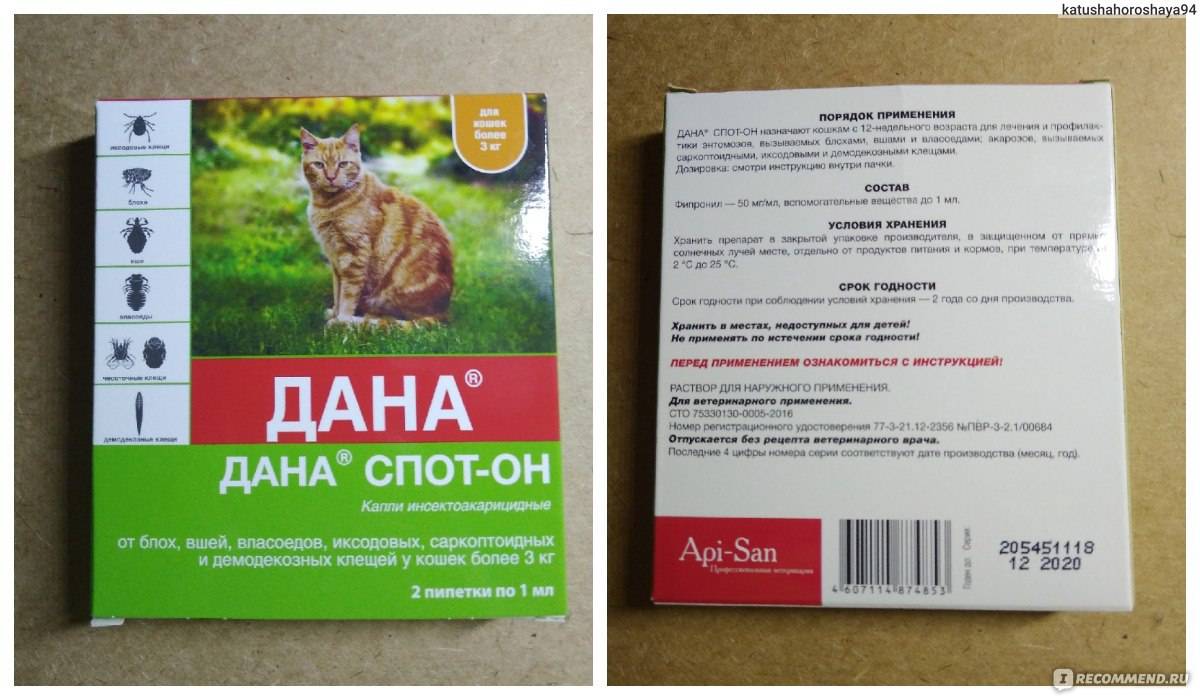 katushahoroshaya94
для
кошек
более
3 кг
иксодовые клещи
блохи
вши
власоеды
чесоточные клещи
демодекозные клещи
ДАНА®
ДАНА® СПОТ-ОН
Капли инсектоакарицидные
от блох, вшей, власоедов, иксодовых, саркоптоидных
и демодекозных клещей у кошек более 3 кг
2 пипетки по 1 мл
ПОРЯДОК ПРИМЕНЕНИЯ
ДАНА® СПОТ-ОН назначают кошкам с 12-недельного возраста для лечения и профилак-
тики энтомозов, вызываемых блохами, вшами и власоедами; акарозов, вызываемых
саркоптоидными, иксодовыми и демодекозными клещами.
Дозировка: смотри инструкцию внутри пачки.
СОСТАВ
Фипронил — 50 мг/мл, вспомогательные вещества до 1 мл.
УСЛОВИЯ ХРАНЕНИЯ
Хранить препарат в закрытой упаковке производителя, в защищенном от прямых
солнечных лучей месте, отдельно от продуктов питания и кормов, при температуре от
2 °С до 25 °С.
СРОК ГОДНОСТИ
Срок годности при соблюдении условий хранения — 2 года со дня производства.
Хранить в местах, недоступных для детей!
Не применять по истечении срока годности!
ПЕРЕД ПРИМЕНЕНИЕМ ОЗНАКОМИТЬСЯ С ИНСТРУКЦИЕЙ!
РАСТВОР ДЛЯ НАРУЖНОГО ПРИМЕНЕНИЯ.
Для ветеринарного применения.
СТО 75330130-0005-2016
Номер регистрационного удостоверения 77-3-21.12-2356 №ПВР-3-2.1/00684
Отпускается без рецепта ветеринарного врача.
Последние 4 цифры номера серии соответствуют дате производства (месяц, год).
Api-San
Профессиональная ветеринария
4 607114 874853
Годен до: Серия:
205451118
12 2020
I RECOMMEND.RU